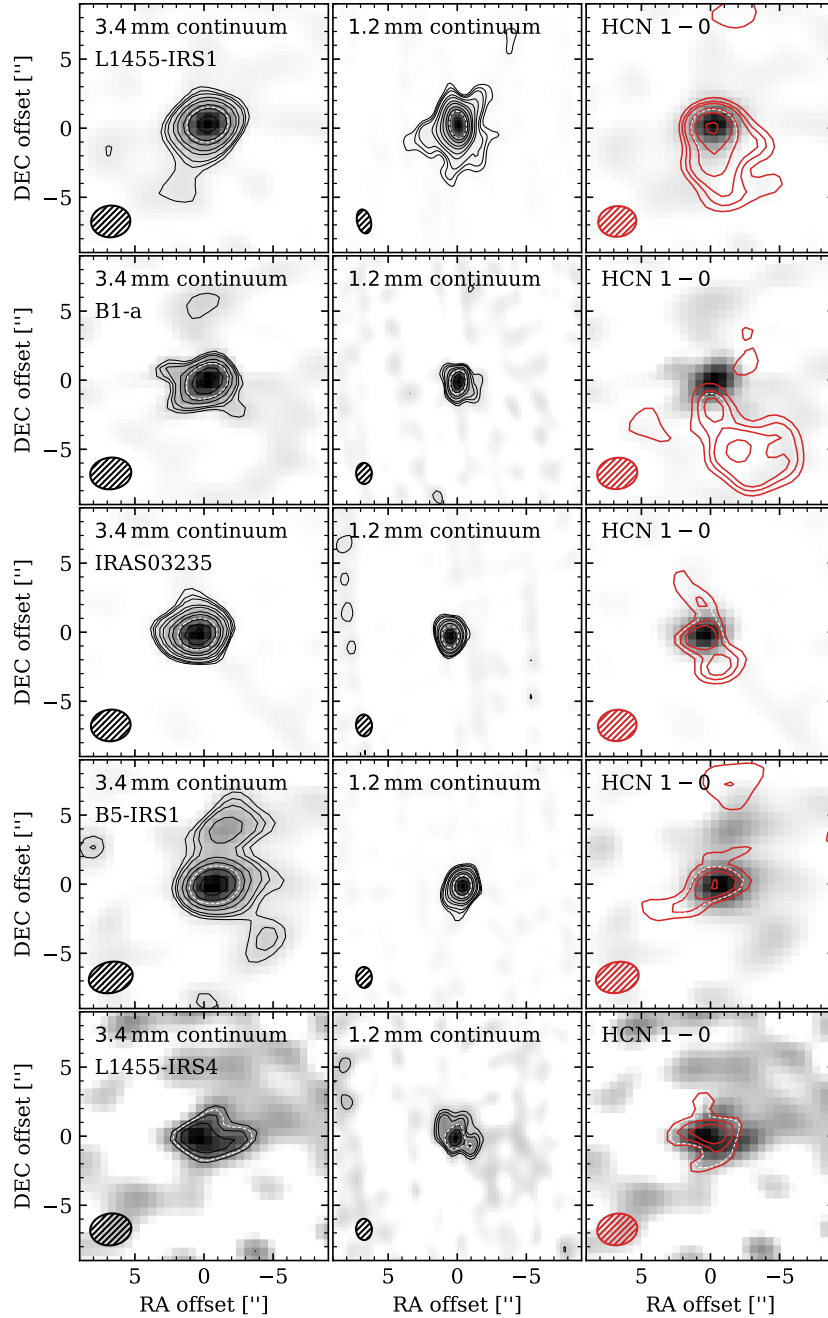 3.4 mm continuum 1.2 mm continuum HCN 1−0
L1455-IRS1
5
0
−5
DEC offset ['']
3.4 mm continuum 1.2 mm continuum HCN 1−0
B1-a
5
0
−5
DEC offset ['']
3.4 mm continuum 1.2 mm continuum HCN 1−0
IRAS03235
5
0
−5
DEC offset ['']
3.4 mm continuum 1.2 mm continuum HCN 1−0
B5-IRS1
5
0
−5
DEC offset ['']
3.4 mm continuum 1.2 mm continuum HCN 1−0
L1455-IRS4
5
0
−5
DEC offset ['']
5 0 −5 5 0 −5 5 0 −5
RA offset [''] RA offset [''] RA offset ['']